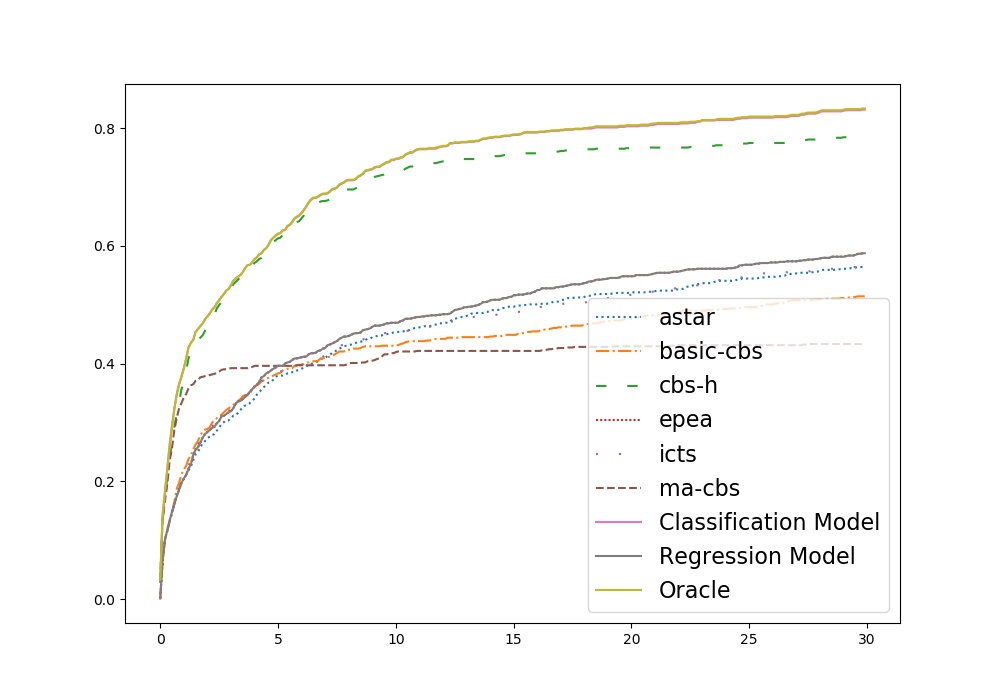 0.8
0.6
0.4
0.2
0.0
0 5 10 15 20 25 30
astar
basic-cbs
cbs-h
epea
icts
ma-cbs
Classification Model
Regression Model
Oracle